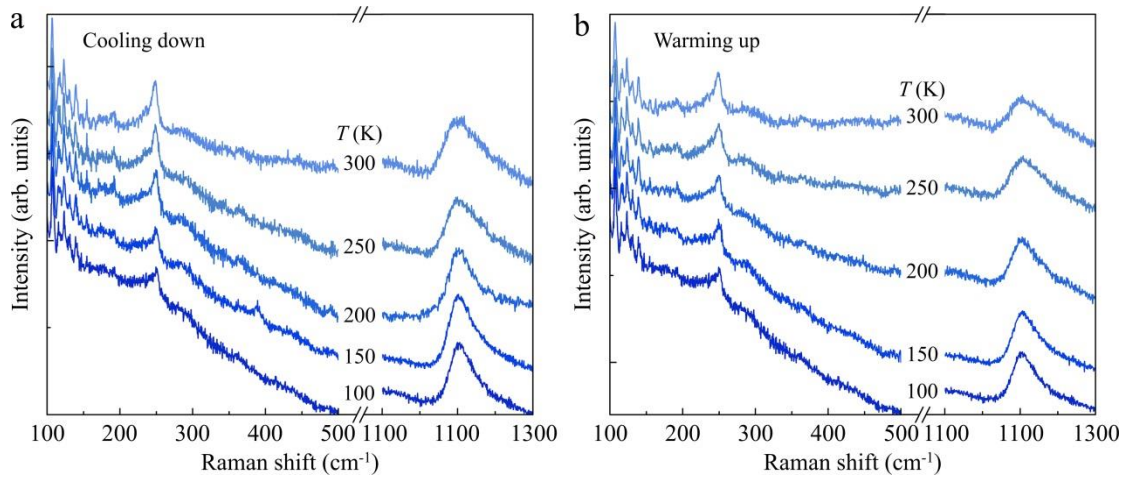 a
Cooling down
T (K)
300
250
200
150
100
Intensity (arb. units)
100 200 300 400 500 1100 1100 1300
Raman shift (cm-1)
b
Warming up
T (K)
300
250
200
150
100
Intensity (arb. units)
100 200 300 400 500 1100 1100 1300
Raman shift (cm-1)